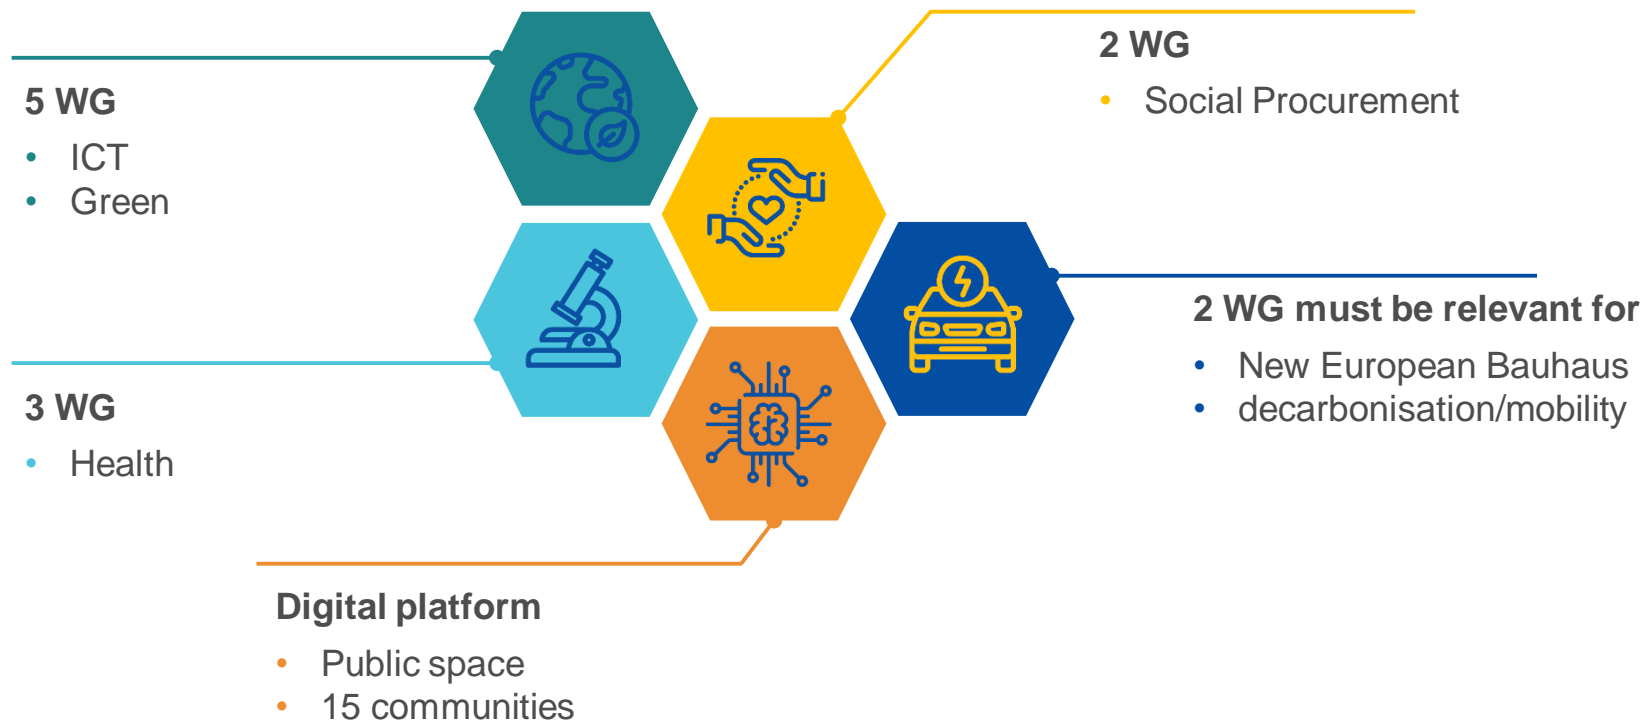 5 WG
• ICT
• Green
3 WG
• Health
2 WG
• Social Procurement
2 WG must be relevant for
• New European Bauhaus
• decarbonisation/mobility
Digital platform
• Public space
• 15 communities